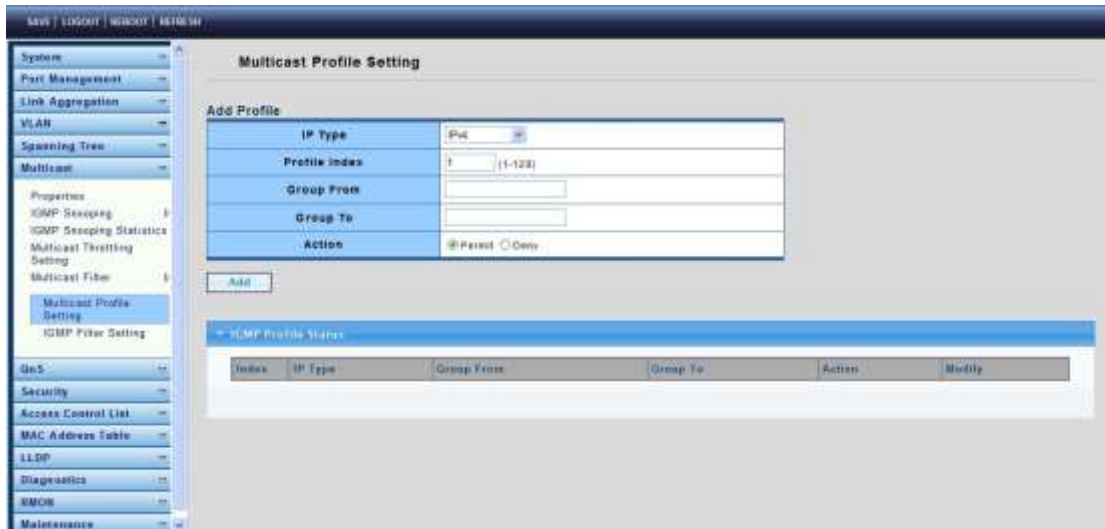 SAVE | LOGOUT | REBOOT | REFRESH
System
Port Management
Link Aggregation
VLAN
Spanning Tree
Multicast
Properties
IGMP Snooping
IGMP Snooping Statistics
Multicast Throttling
Setting
Multicast Filter
Multicast Profile
Setting
IGMP Filter Setting
QoS
Security
Access Control List
MAC Address Table
LLDP
Diagnostics
RMON
Maintenance
Multicast Profile Setting
Add Profile
IP Type IPv4
Profile Index 1 (1-128)
Group From
Group To
Action Permit Deny
Add
IGMP Profile Status
Index IP Type Group From Group To Action Modify